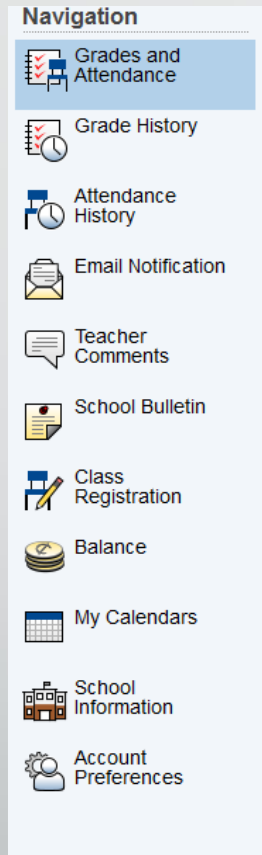 Navigation
Grades and
Attendance
Grade History
Attendance
History
Email Notification
Teacher
Comments
School Bulletin
Class
Registration
Balance
My Calendars
School
Information
Account
Preferences